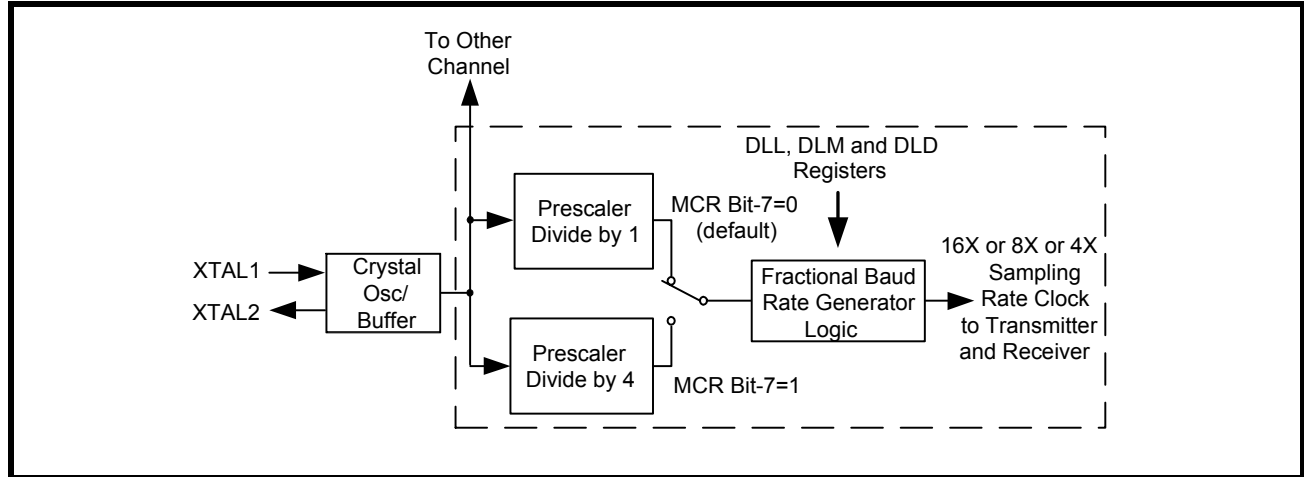 To Other
Channel
DLL, DLM and DLD
Registers
Prescaler
Divide by 1
MCR Bit-7=0
(default)
16X or 8X or 4X
Sampling
Rate Clock
to Transmitter
and Receiver
XTAL1
XTAL2
Crystal
Osc/
Buffer
Fractional Baud
Rate Generator
Logic
Prescaler
Divide by 4
MCR Bit-7=1